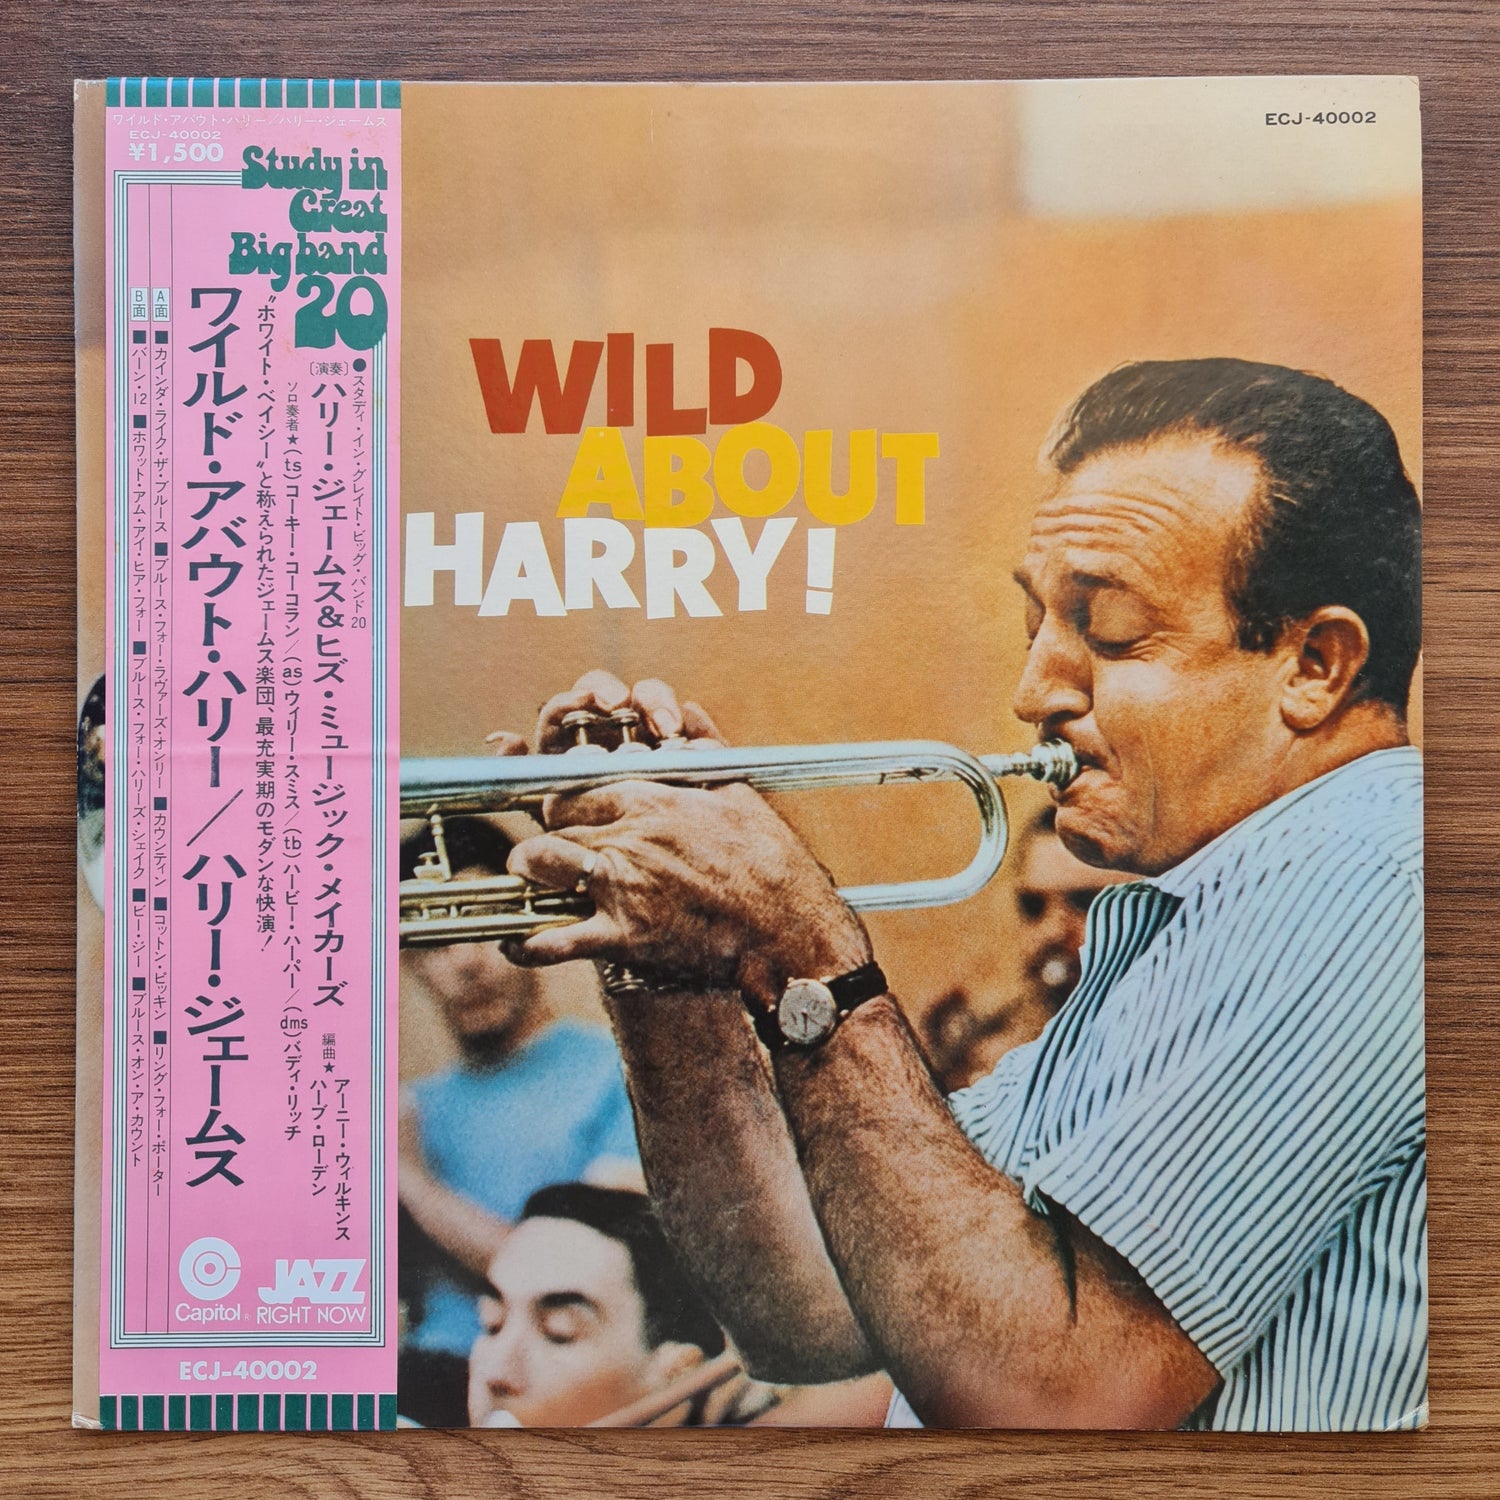 ワイルド・アバウト・ハリー/ハリー・ジェームス
ECJ-40002
¥1,500
Study in
Great
Big band
20
●スタディ・イン・グレイト・ビッグ・バンド20
〔演奏〕ハリー・ジェームス&ヒズ・ミュージック・メイカーズ
編曲★アーニー・ウィルキンス
ハーブ・ローデン
ソロ奏者★(ts)コーキー・コーコラン/(as)ウィリー・スミス/(tb)ハービー・ハーパー/(dms)バディ・リッチ
"ホワイト・ベイシー"と称えられたジェームス楽団、最充実期のモダンな快演!
ワイルド・アバウト・ハリー/ハリー・ジェームス
A面■カインダ・ライク・ザ・ブルース■ブルース・フォー・ラヴァーズ・オンリー■カウンティン■コットン・ピッキン■リング・フォー・ポーター
B面■バーン・12■ホワット・アム・アイ・ヒア・フォー■ブルース・フォー・ハリーズ・シェイク■ビー・ジー■ブルース・オン・ア・カウント
Capitol®
JAZZ
RIGHT NOW
ECJ-40002
ECJ-40002
WILD
ABOUT
HARRY!